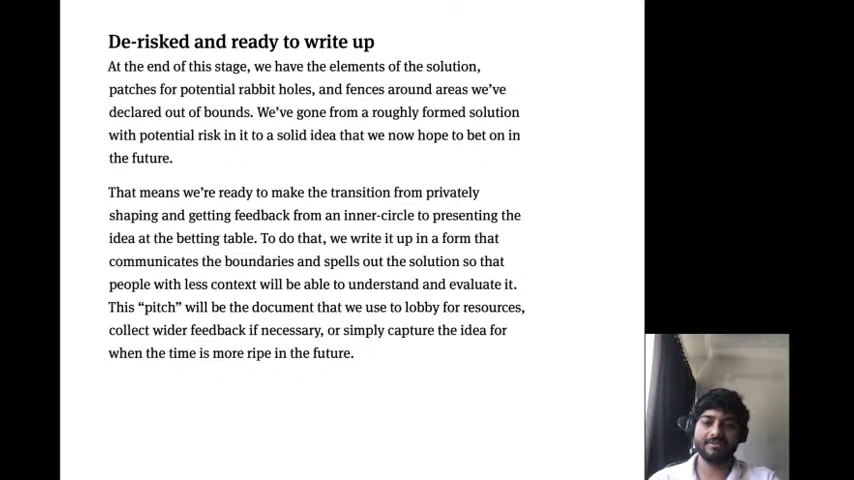 De-risked and ready to write up
At the end of this stage, we have the elements of the solution,
patches for potential rabbit holes, and fences around areas we’ve
declared out of bounds. We’ve gone from a roughly formed solution
with potential risk in it to a solid idea that we now hope to bet on in
the future.
That means we’re ready to make the transition from privately
shaping and getting feedback from an inner-circle to presenting the
idea at the betting table. To do that, we write it up in a form that
communicates the boundaries and spells out the solution so that
people with less context will be able to understand and evaluate it.
This “pitch” will be the document that we use to lobby for resources,
collect wider feedback if necessary, or simply capture the idea for
when the time is more ripe in the future.